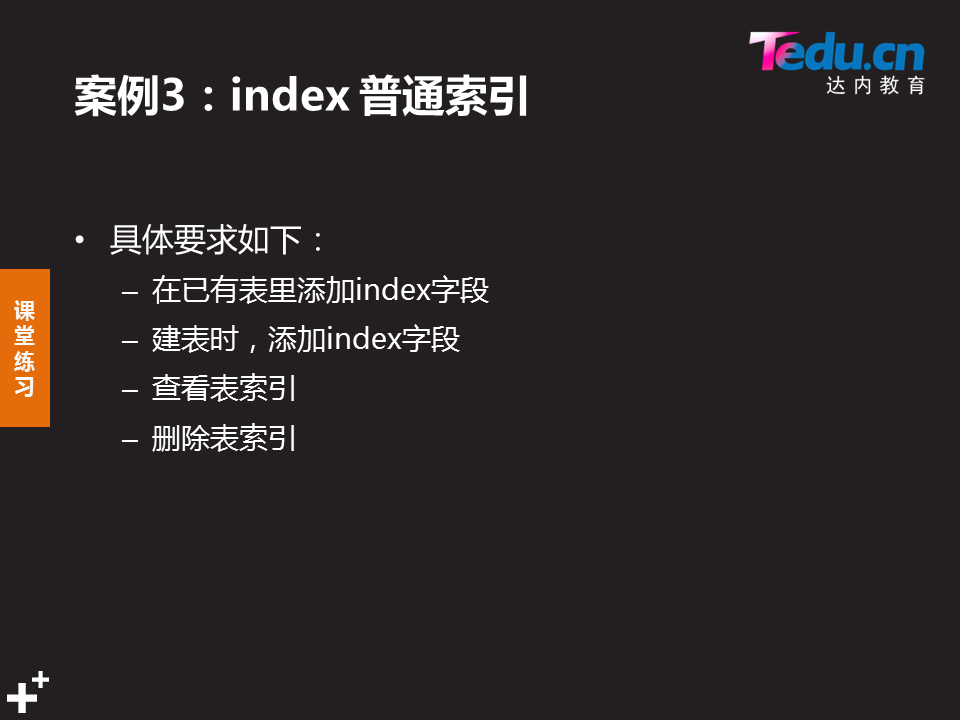 Tedu.cn
达内教育
案例3：index 普通索引
• 具体要求如下：
– 在已有表里添加index字段
– 建表时，添加index字段
– 查看表索引
– 删除表索引
课堂练习